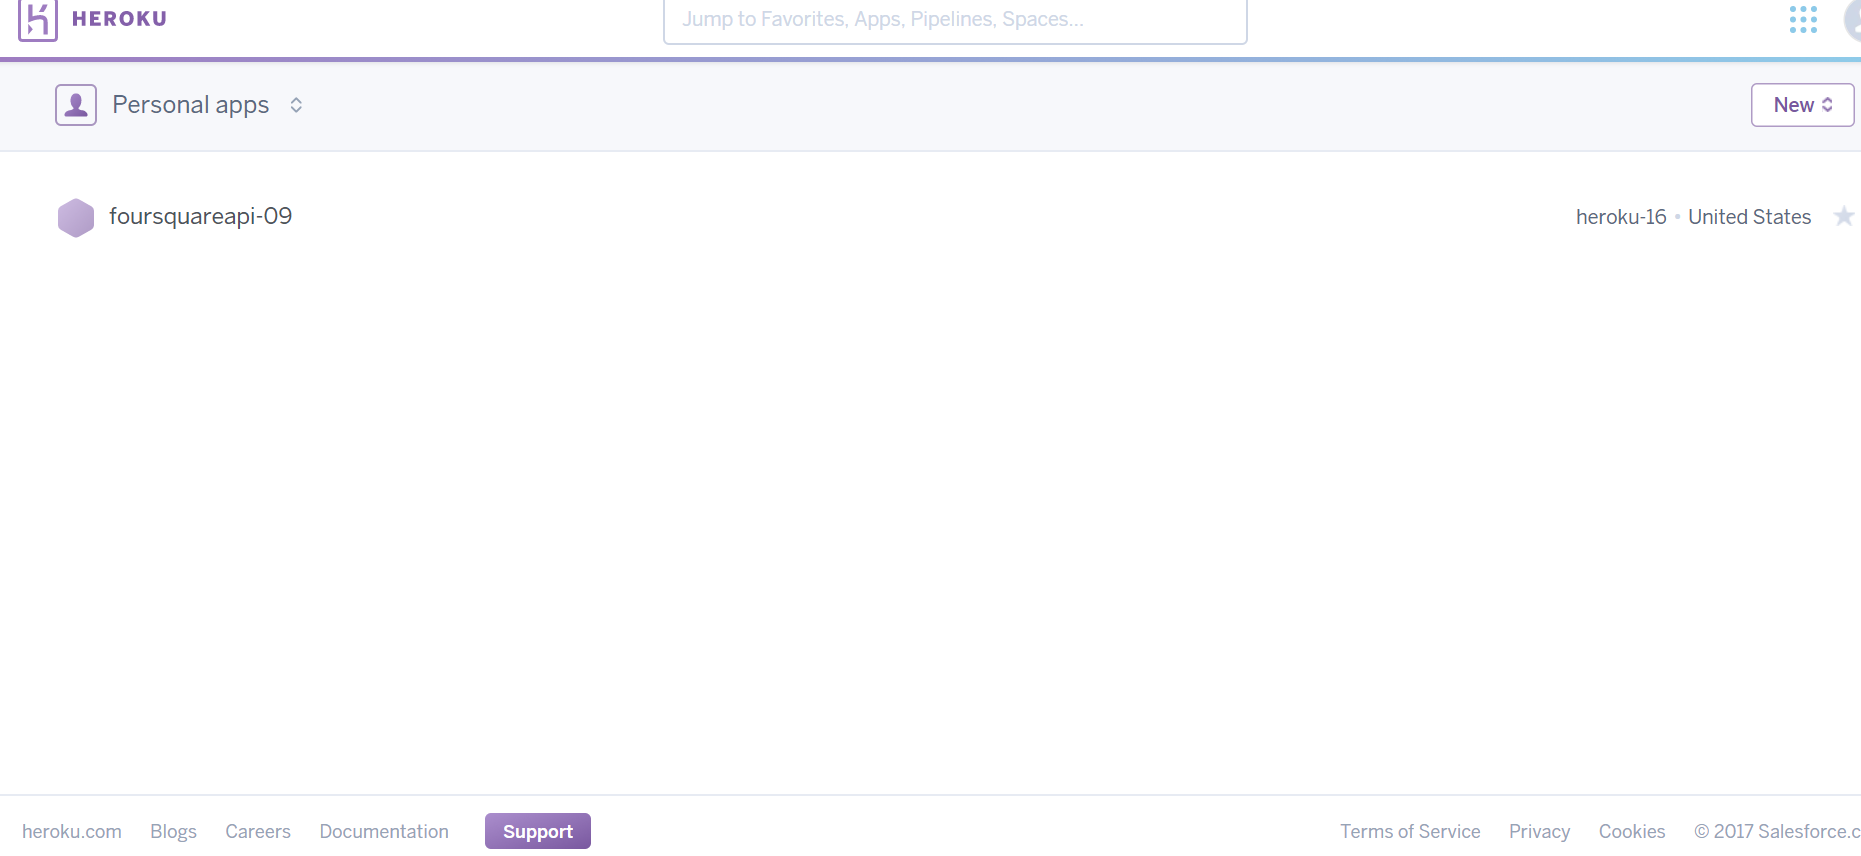 HEROKU
Jump to Favorites, Apps, Pipelines, Spaces...
Personal apps
New
foursquareapi-09
heroku-16 • United States
heroku.com Blogs Careers Documentation Support Terms of Service Privacy Cookies © 2017 Salesforce.c